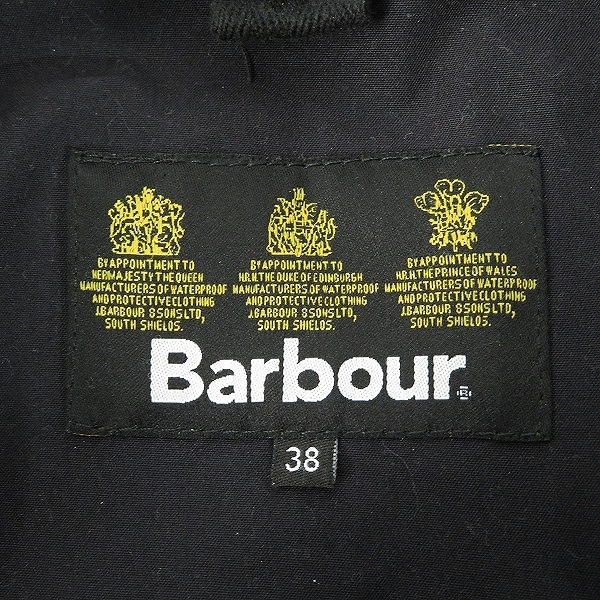 BY APPOINTMENT TO
HER MAJESTY THE QUEEN
MANUFACTURERS OF WATERPROOF
AND PROTECTIVE CLOTHING
J.BARBOUR & SONS LTD,
SOUTH SHIELDS.
BY APPOINTMENT TO
H.R.H. THE DUKE OF EDINBURGH
MANUFACTURERS OF WATERPROOF
AND PROTECTIVE CLOTHING
J.BARBOUR & SONS LTD,
SOUTH SHIELDS.
BY APPOINTMENT TO
H.R.H. THE PRINCE OF WALES
MANUFACTURERS OF WATERPROOF
AND PROTECTIVE CLOTHING
J.BARBOUR & SONS LTD,
SOUTH SHIELDS.
Barbour®
38